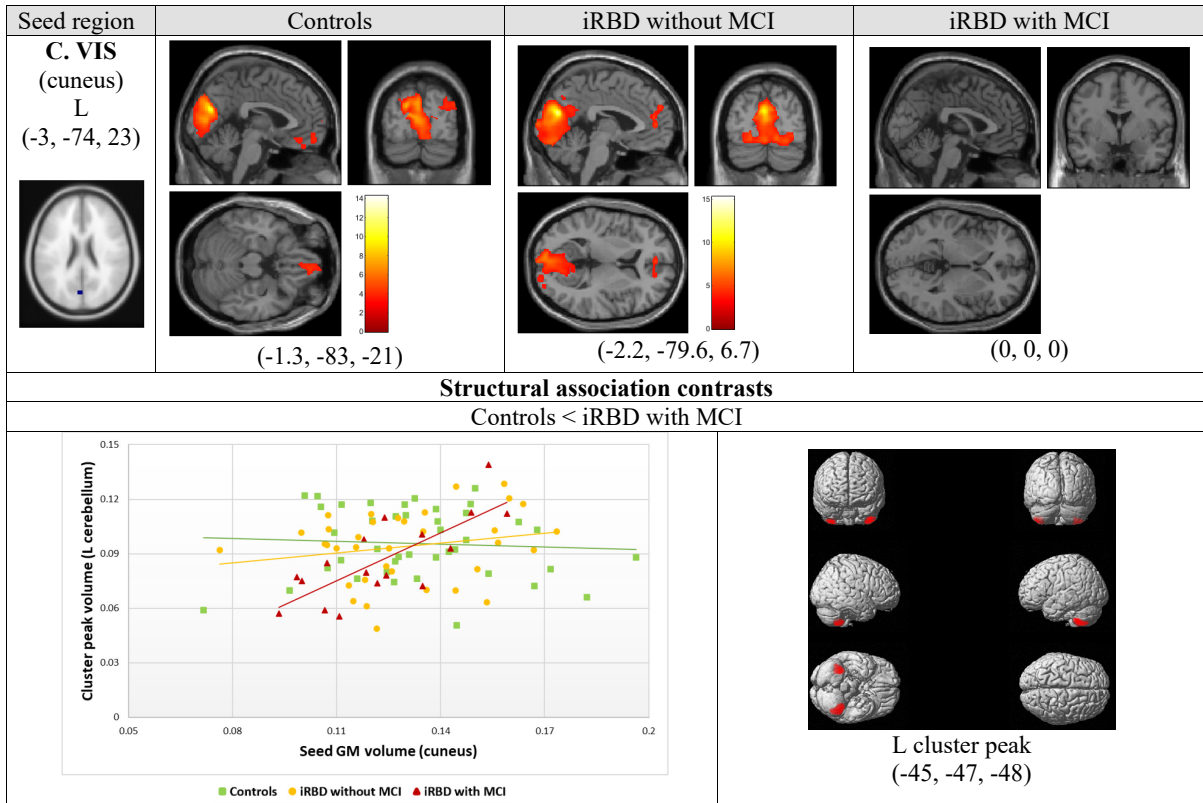 Seed region
Controls
iRBD without MCI
iRBD with MCI
C. VIS
(cuneus)
L
(-3, -74, 23)
14
12
10
8
6
4
2
0
(-1.3, -83, -21)
15
10
5
0
(-2.2, -79.6, 6.7)
(0, 0, 0)
Structural association contrasts
Controls < iRBD with MCI
Cluster peak volume (L cerebellum)
0.15
0.12
0.09
0.06
0.03
0
0.05
0.08
0.11
0.14
0.17
0.2
Seed GM volume (cuneus)
Controls
iRBD without MCI
iRBD with MCI
L cluster peak
(-45, -47, -48)